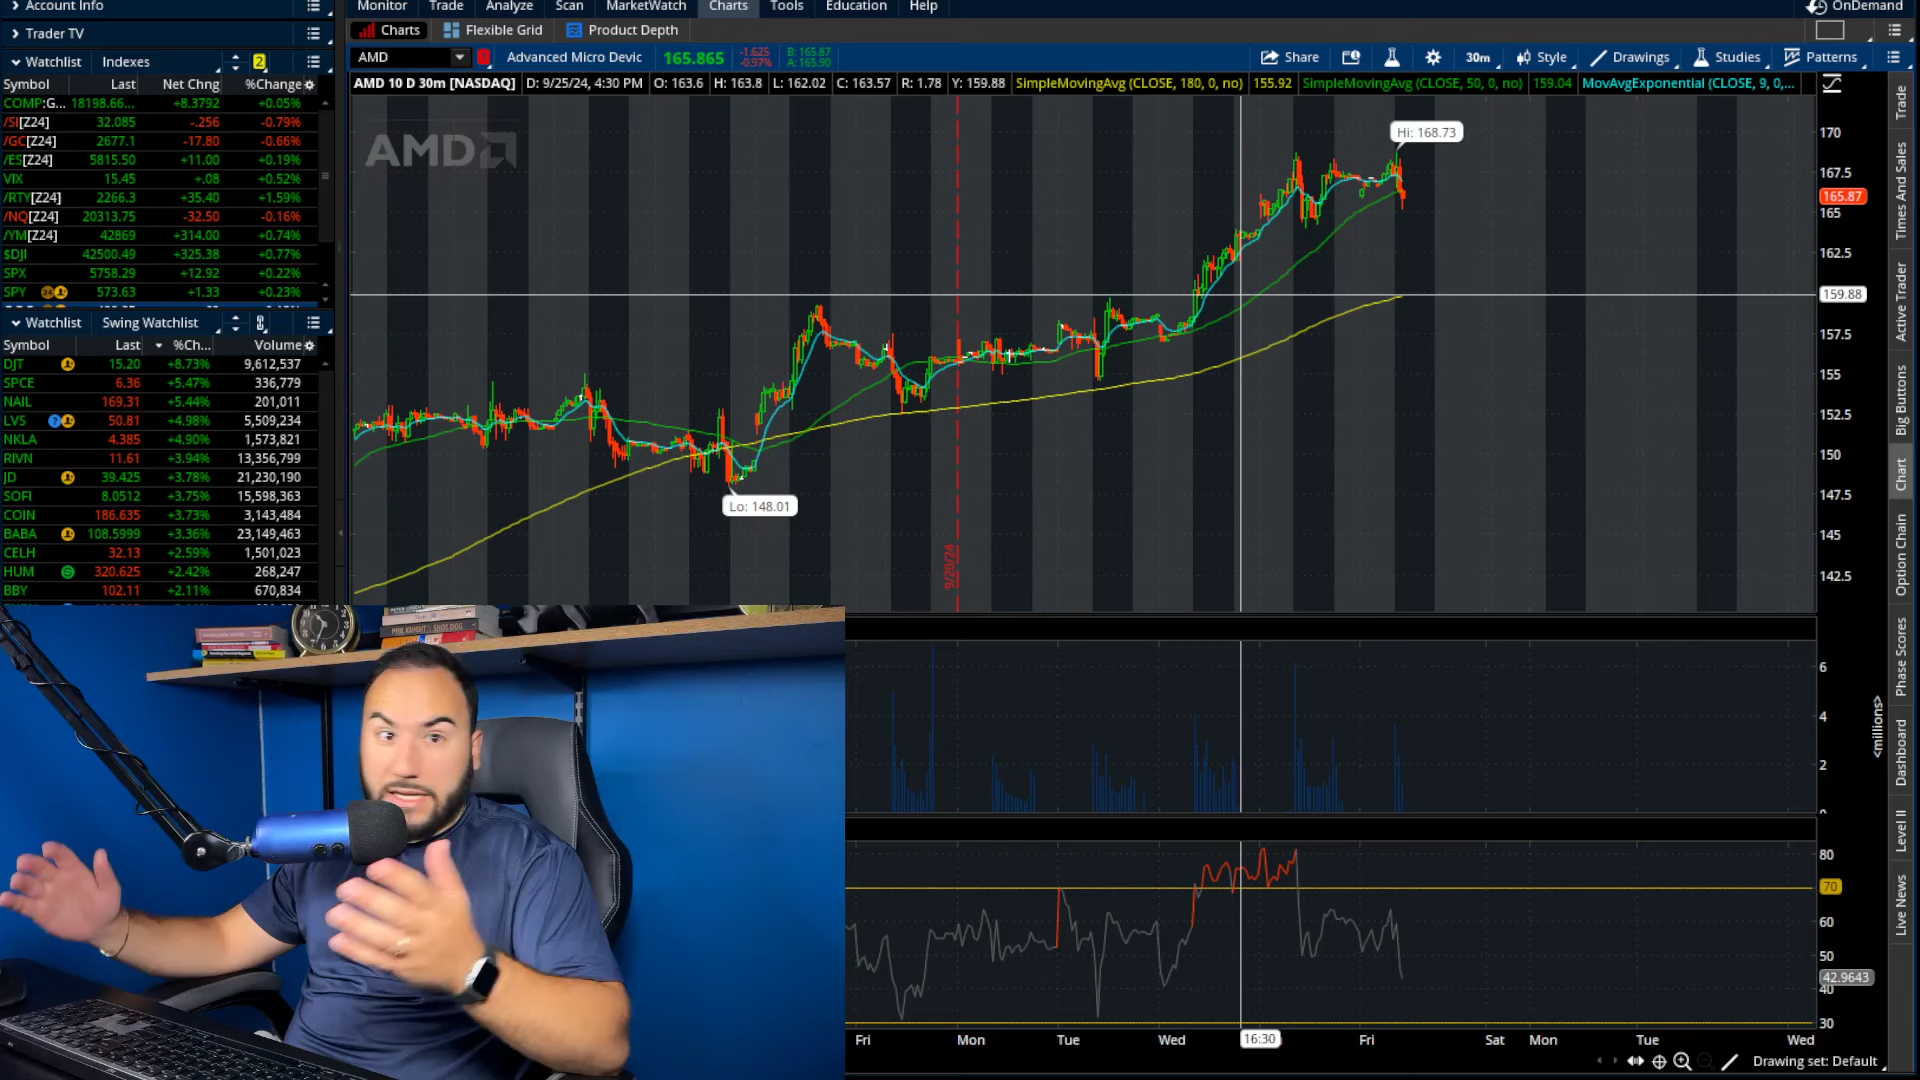 Account Info
Trader TV
Watchlist Indexes 2
Symbol Last Net Chng %Change
COMP:G... 18198.66... +8.3792 +0.05%
/SI[Z24] 32.085 -.256 -0.79%
/GC[Z24] 2677.1 -17.80 -0.66%
/ES[Z24] 5815.50 +11.00 +0.19%
VIX 15.45 +.08 +0.52%
/RTY[Z24] 2266.3 +35.40 +1.59%
/NQ[Z24] 20313.75 -32.50 -0.16%
/YM[Z24] 42869 +314.00 +0.74%
$DJI 42500.49 +325.38 +0.77%
SPX 5758.29 +12.92 +0.22%
SPY 573.63 +1.33 +0.23%
Watchlist Swing Watchlist
Symbol Last %Ch... Volume
DJT 15.20 +8.73% 9,612,537
SPCE 6.36 +5.47% 336,779
NAIL 169.31 +5.44% 201,011
LVS 50.81 +4.98% 5,509,234
NKLA 4.385 +4.90% 1,573,821
RIVN 11.61 +3.94% 13,356,799
JD 39.425 +3.78% 21,230,190
SOFI 8.0512 +3.75% 15,598,363
COIN 186.635 +3.73% 3,143,484
BABA 108.5999 +3.36% 23,149,463
CELH 32.13 +2.59% 1,501,023
HUM 320.625 +2.42% 268,247
BBY 102.11 +2.11% 670,834
Monitor Trade Analyze Scan MarketWatch Charts Tools Education Help OnDemand
Charts Flexible Grid Product Depth
AMD Advanced Micro Devic 165.865 -1.625 -0.97% B: 165.87 A: 165.90 Share 30m Style Drawings Studies Patterns
AMD 10 D 30m [NASDAQ] D: 9/25/24, 4:30 PM O: 163.6 H: 163.8 L: 162.02 C: 163.57 R: 1.78 Y: 159.88 SimpleMovingAvg (CLOSE, 180, 0, no) 155.92 SimpleMovingAvg (CLOSE, 50, 0, no) 159.04 MovAvgExponential (CLOSE, 9, 0,...
AMD
Hi: 168.73
Lo: 148.01
9/20/24
170
167.5
165.87
165
162.5
159.88
157.5
155
152.5
150
147.5
145
142.5
6
4
2
<millions>
80
70
60
50
42.9643
40
30
Fri Mon Tue Wed 16:30 Fri Sat Mon Tue Wed
Drawing set: Default
Trade
Times And Sales
Active Trader
Big Buttons
Chart
Option Chain
Phase Scores
Dashboard
Level II
Live News
PHIL KNIGHT - SHOE DOG